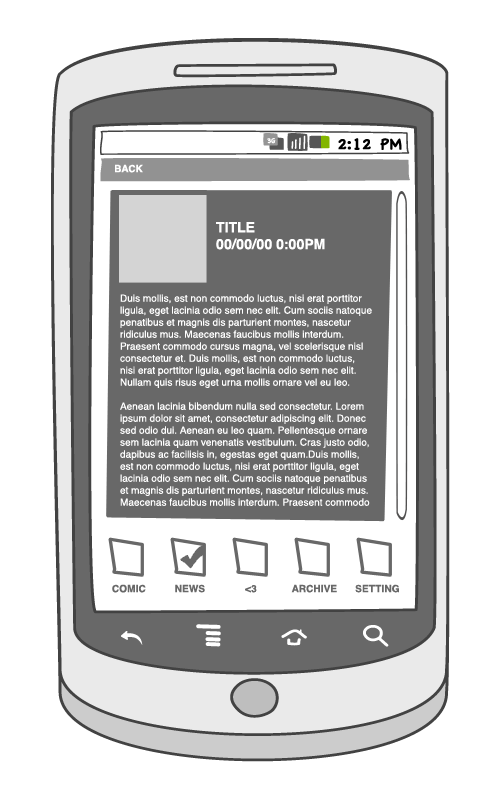 3G 2:12 PM
BACK
TITLE
00/00/00 0:00PM
Duis mollis, est non commodo luctus, nisi erat porttitor
ligula, eget lacinia odio sem nec elit. Cum sociis natoque
penatibus et magnis dis parturient montes, nascetur
ridiculus mus. Maecenas faucibus mollis interdum.
Praesent commodo cursus magna, vel scelerisque nisl
consectetur et. Duis mollis, est non commodo luctus,
nisi erat porttitor ligula, eget lacinia odio sem nec elit.
Nullam quis risus eget urna mollis ornare vel eu leo.
Aenean lacinia bibendum nulla sed consectetur. Lorem
ipsum dolor sit amet, consectetur adipiscing elit. Donec
sed odio dui. Aenean eu leo quam. Pellentesque ornare
sem lacinia quam venenatis vestibulum. Cras justo odio,
dapibus ac facilisis in, egestas eget quam.Duis mollis,
est non commodo luctus, nisi erat porttitor ligula, eget
lacinia odio sem nec elit. Cum sociis natoque penatibus
et magnis dis parturient montes, nascetur ridiculus mus.
Maecenas faucibus mollis interdum. Praesent commodo
COMIC NEWS <3 ARCHIVE SETTING